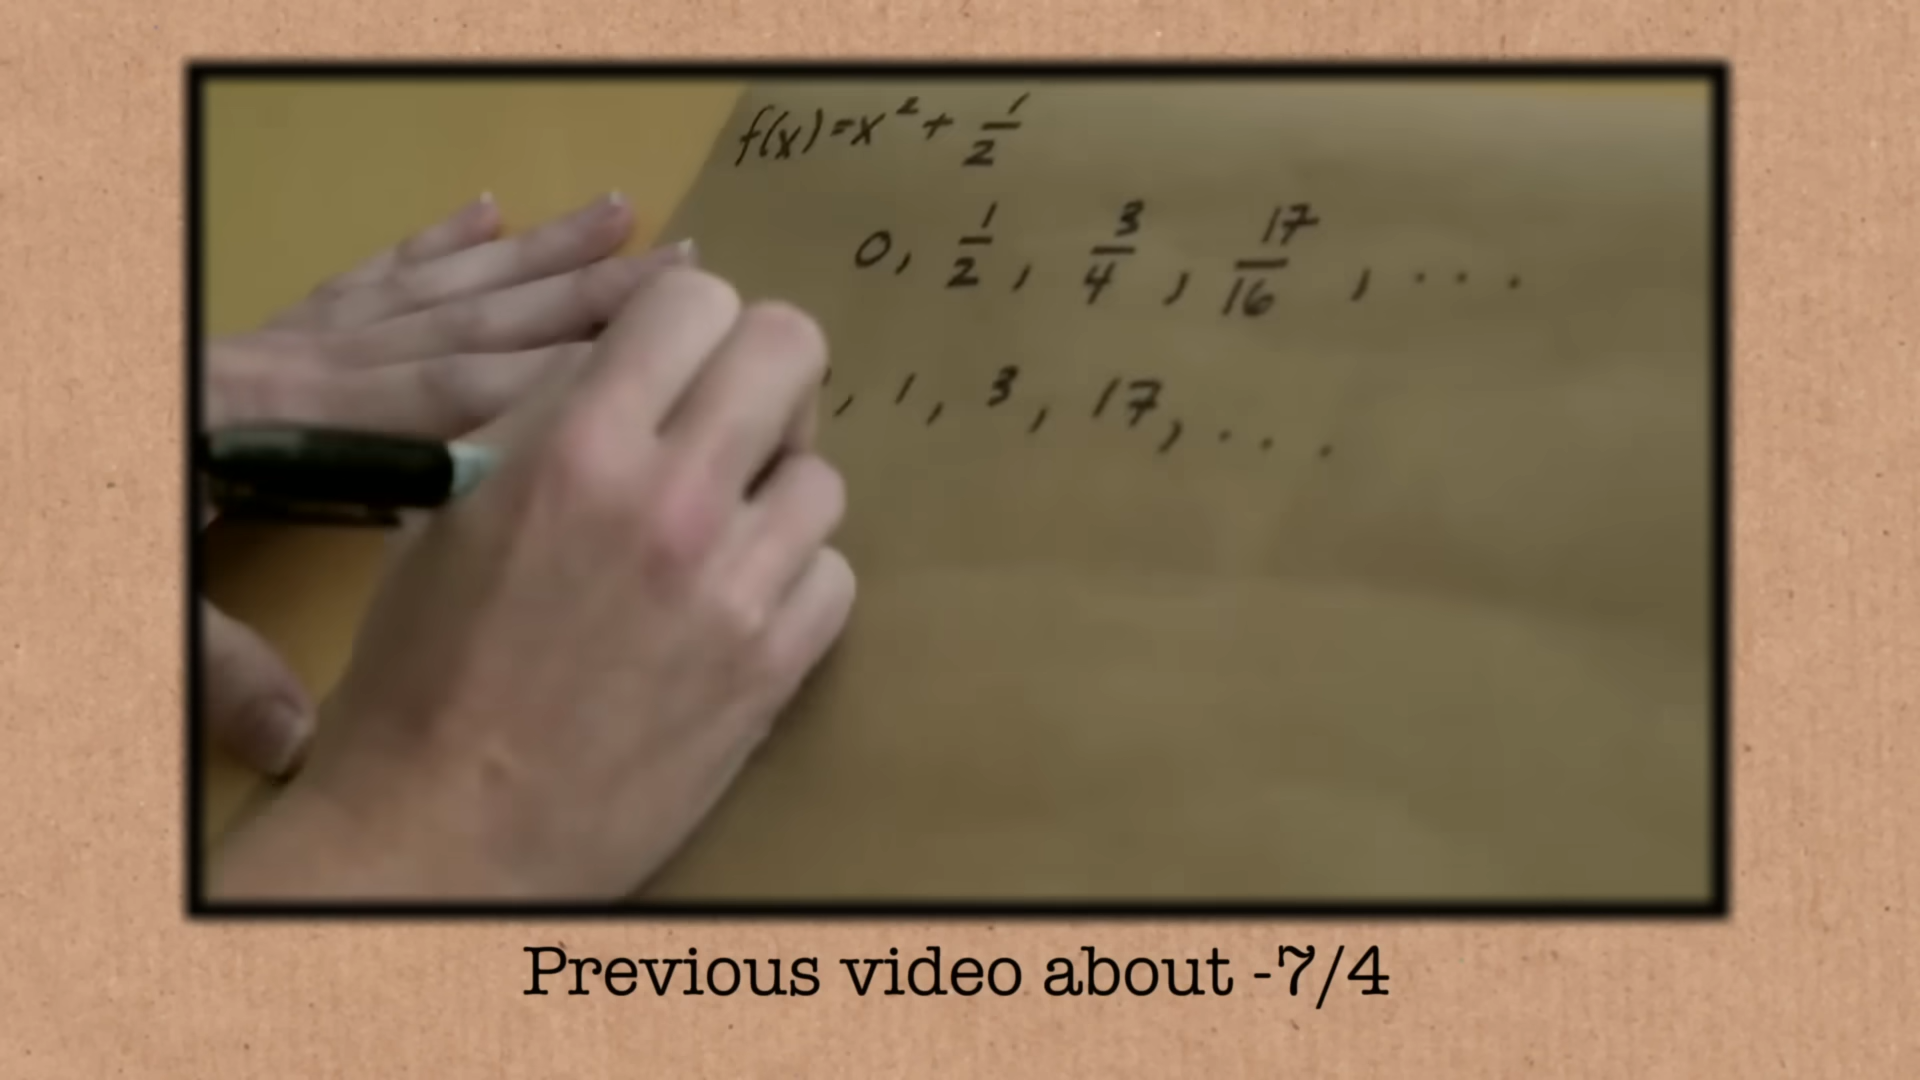 f(x)=x²+ 1/2
0, 1/2, 3/4, 17/16, ...
, 1, 3, 17, ...
Previous video about -7/4